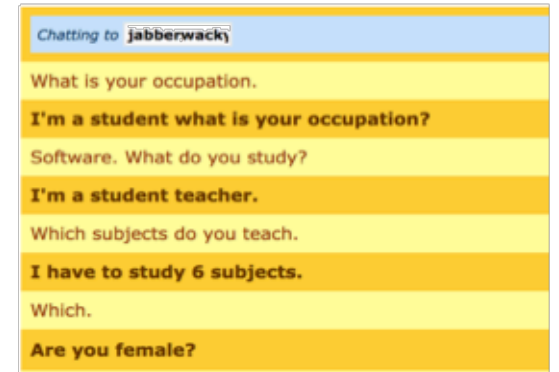 Chatting to jabberwacky
What is your occupation.
I'm a student what is your occupation?
Software. What do you study?
I'm a student teacher.
Which subjects do you teach.
I have to study 6 subjects.
Which.
Are you female?